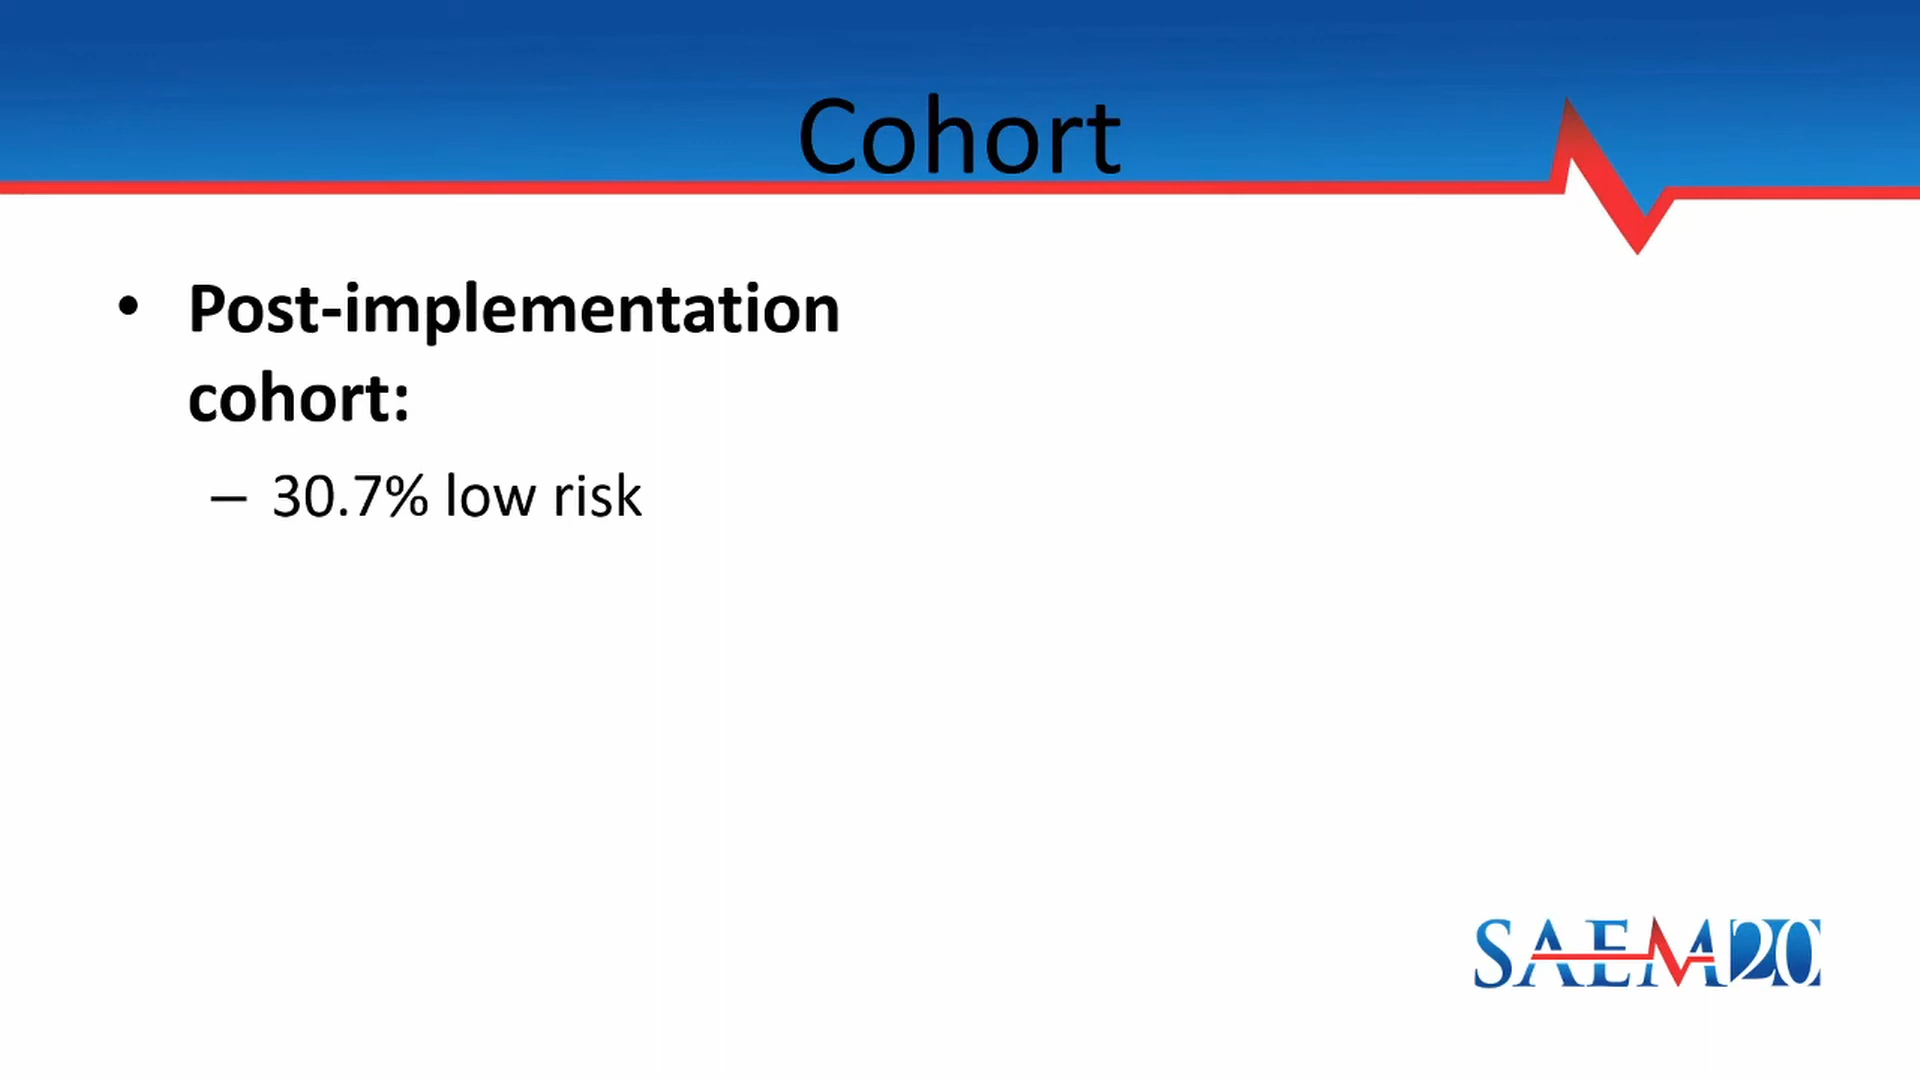 Cohort
• Post-implementation
cohort:
– 30.7% low risk
SAEM20